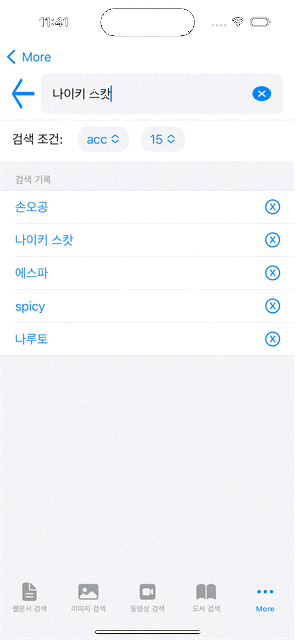 11:41
More
나이키 스캇
검색 조건: acc 15
검색 기록
손오공
나이키 스캇
에스파
spicy
나루토
웹문서 검색 이미지 검색 동영상 검색 도서 검색 More